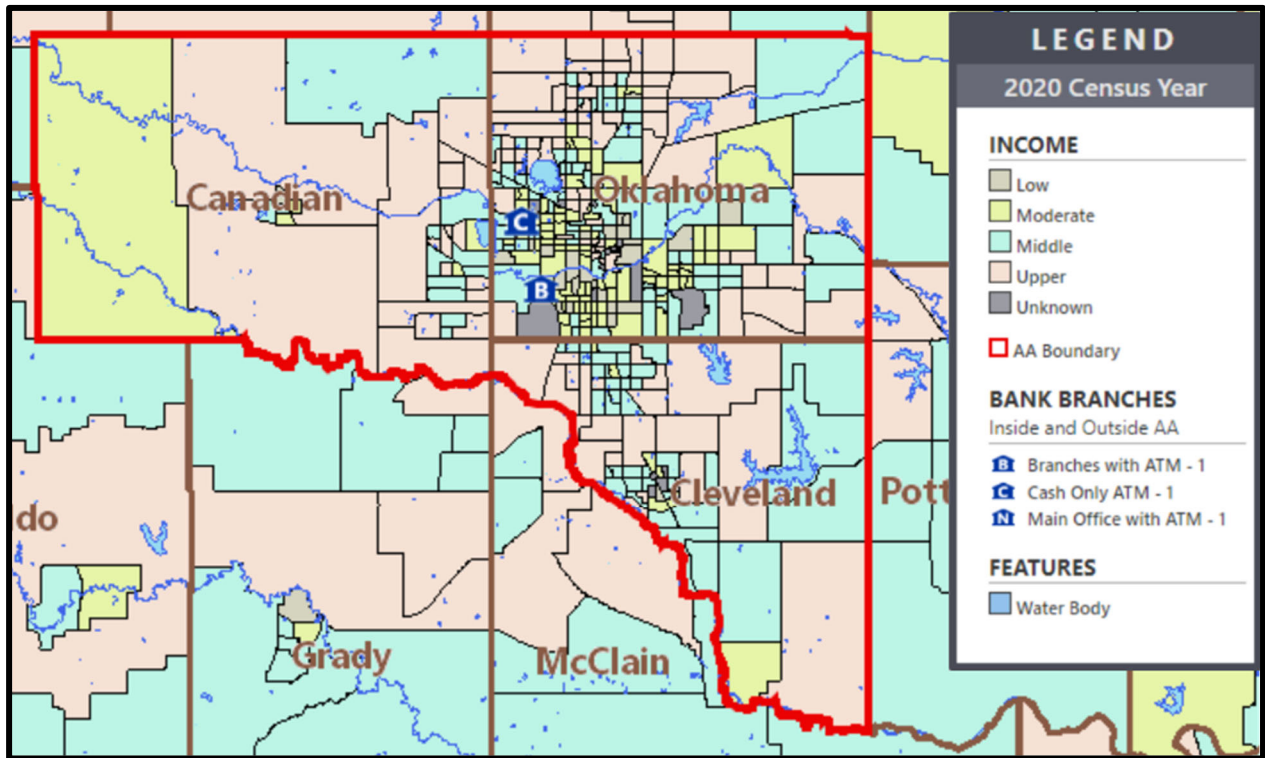 LEGEND
2020 Census Year
INCOME
Low
Moderate
Middle
Upper
Unknown
AA Boundary
BANK BRANCHES
Inside and Outside AA
B Branches with ATM - 1
C Cash Only ATM - 1
N Main Office with ATM - 1
FEATURES
Water Body
Canadian
Oklahoma
C
B
Cleveland
Pott
do
Grady
McClain